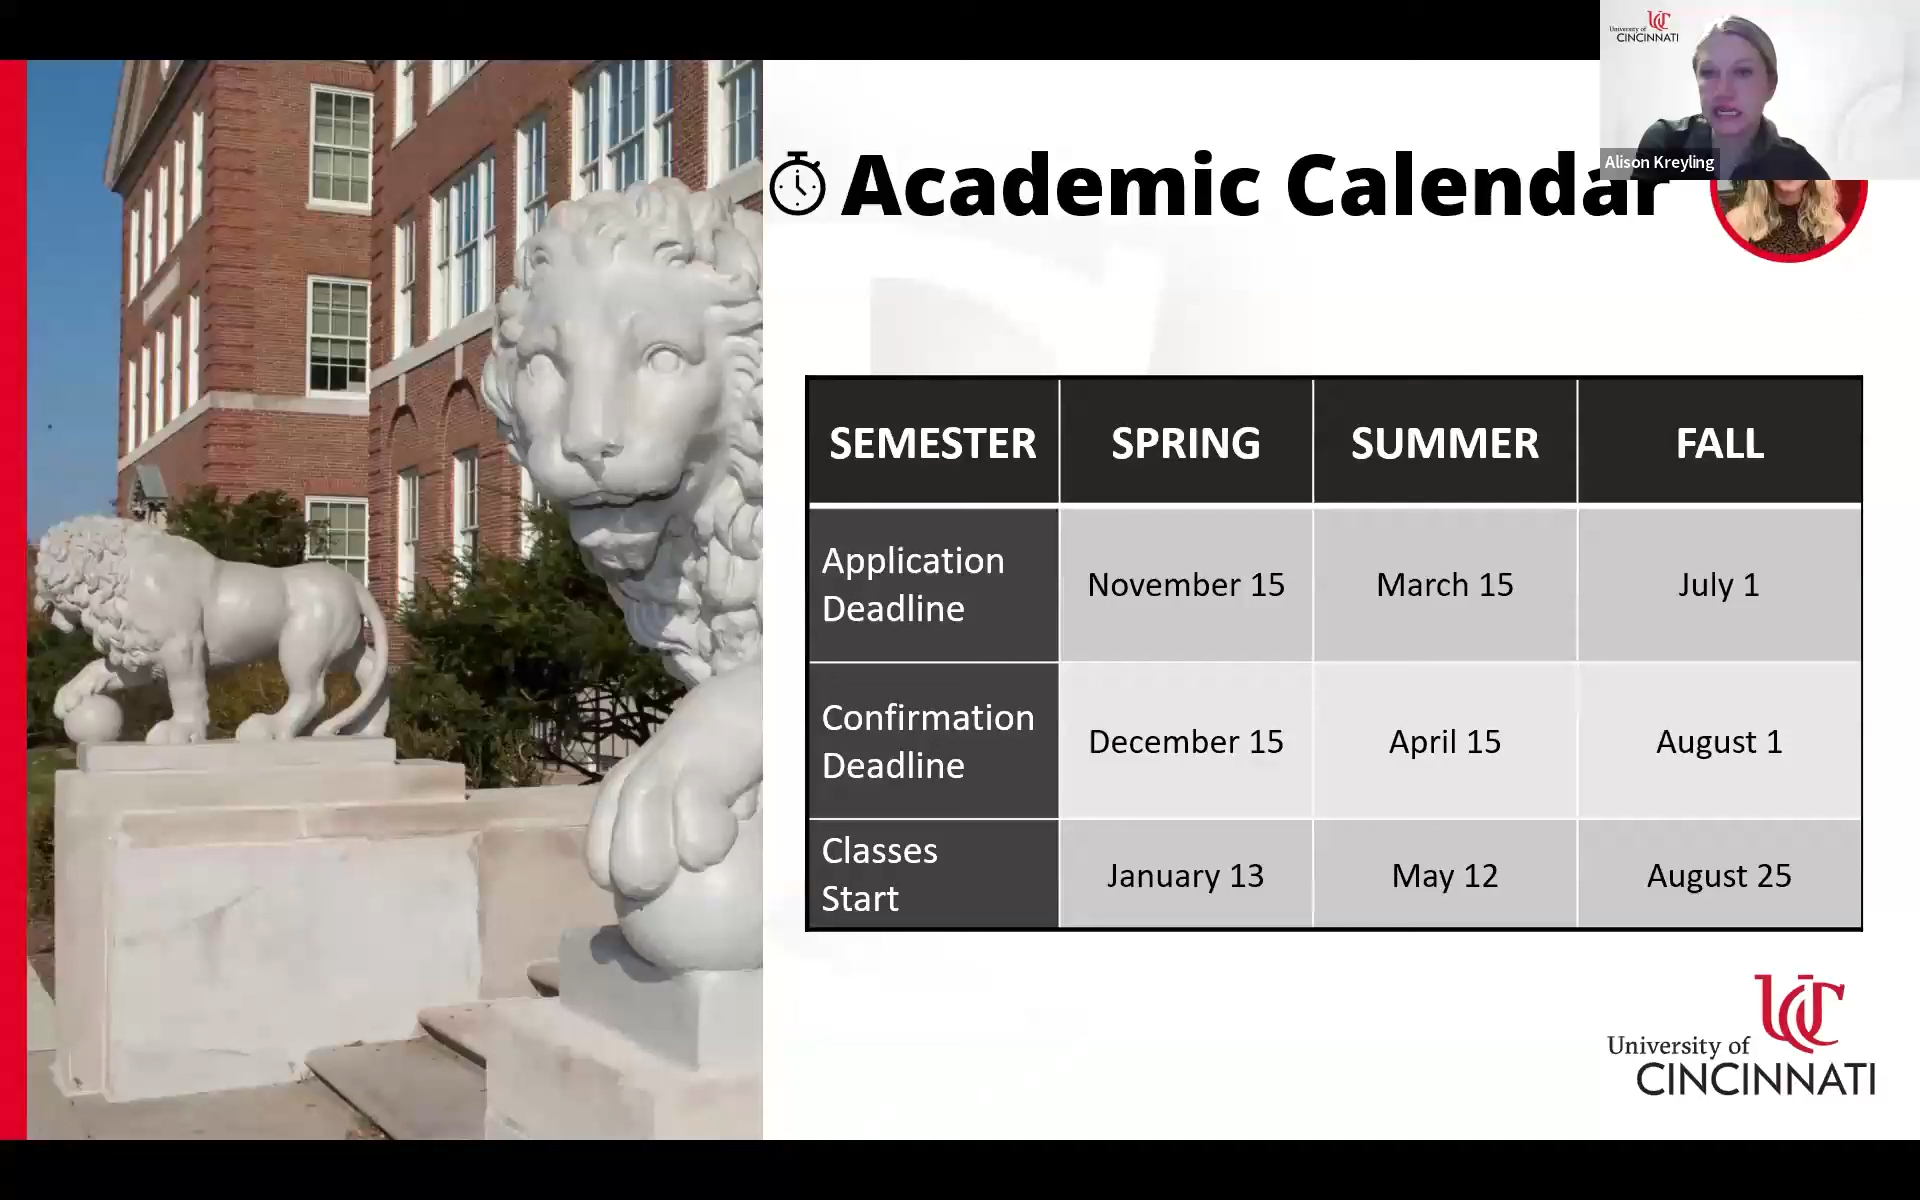 University of
CINCINNATI
Alison Kreyling
Academic Calendar
SEMESTER SPRING SUMMER FALL
Application
Deadline
November 15 March 15 July 1
Confirmation
Deadline
December 15 April 15 August 1
Classes
Start
January 13 May 12 August 25
UC
University of
CINCINNATI